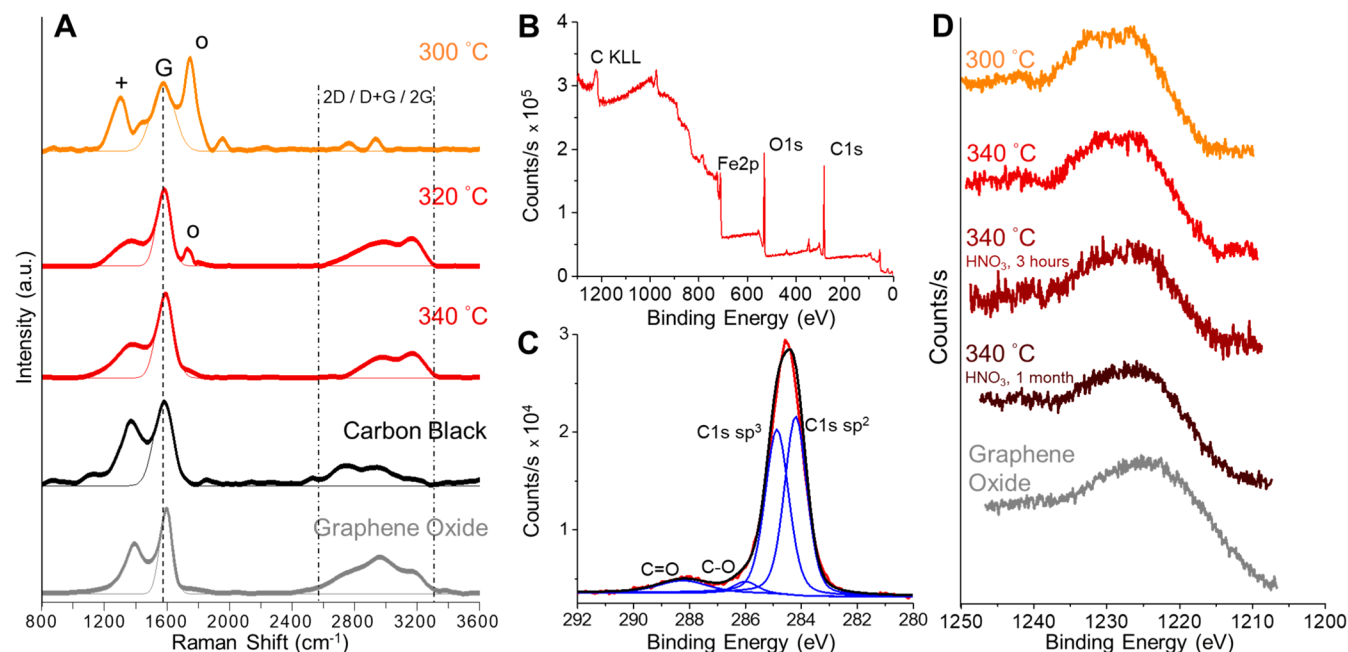 A
300 °C
o
G
+
2D / D+G / 2G
320 °C
o
340 °C
Carbon Black
Graphene Oxide
Intensity (a.u.)
800 1200 1600 2000 2400 2800 3200 3600
Raman Shift (cm-1)
B
4
3
2
1
0
C KLL
Fe2p
O1s
C1s
Counts/s x 10⁵
1200 1000 800 600 400 200 0
Binding Energy (eV)
C
3
2
1
C1s sp³
C1s sp²
C=O
C-O
Counts/s x 10⁴
292 290 288 286 284 282 280
Binding Energy (eV)
D
300 °C
340 °C
340 °C
HNO₃, 3 hours
340 °C
HNO₃, 1 month
Graphene
Oxide
Counts/s
1250 1240 1230 1220 1210 1200
Binding Energy (eV)